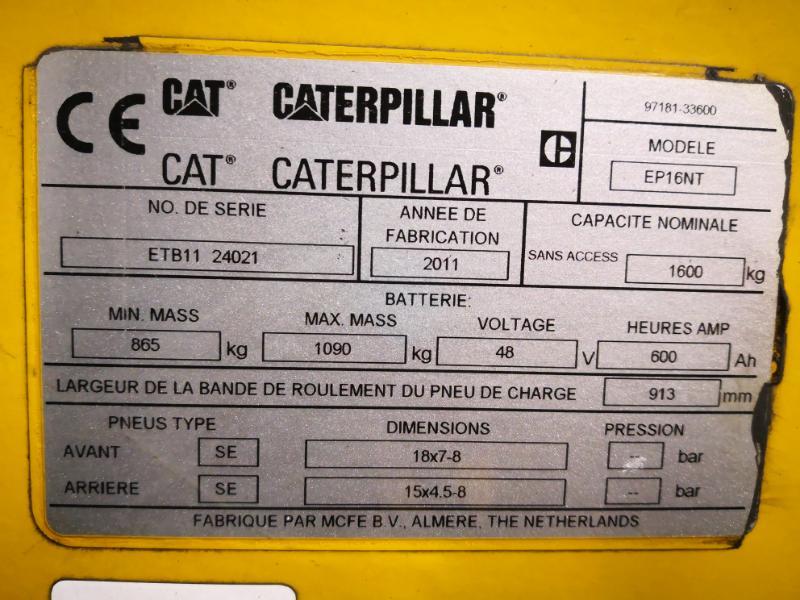 CE CAT® CATERPILLAR®
CAT® CATERPILLAR®
97181-33600
MODELE
EP16NT
NO. DE SERIE
ETB11 24021
ANNEE DE
FABRICATION
2011
CAPACITE NOMINALE
SANS ACCESS 1600 kg
BATTERIE:
MIN. MASS MAX. MASS VOLTAGE HEURES AMP
865 kg 1090 kg 48 V 600 Ah
LARGEUR DE LA BANDE DE ROULEMENT DU PNEU DE CHARGE 913 mm
PNEUS TYPE DIMENSIONS PRESSION
AVANT SE 18x7-8 -- bar
ARRIERE SE 15x4.5-8 -- bar
FABRIQUE PAR MCFE B.V., ALMERE, THE NETHERLANDS